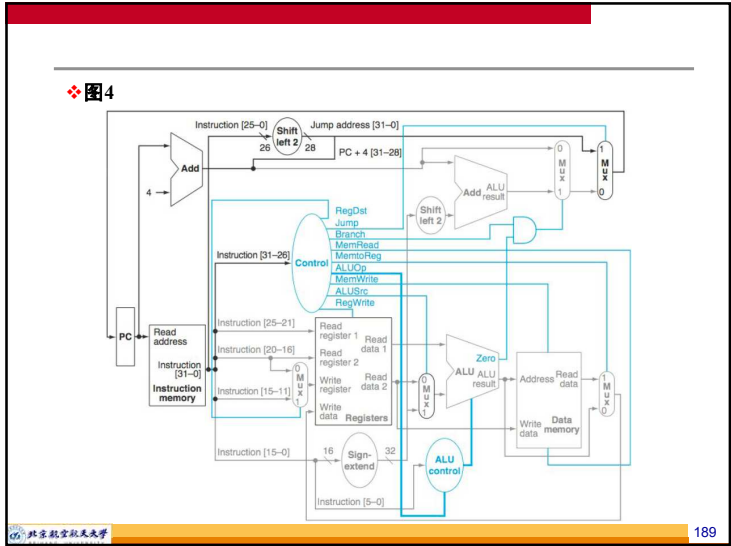 ❖图4
Instruction [25–0]
Shift
left 2
Jump address [31–0]
26
28
PC + 4 [31–28]
Add
4
0
M
u
x
1
1
M
u
x
0
Add
ALU
result
Shift
left 2
RegDst
Jump
Branch
MemRead
MemtoReg
ALUOp
MemWrite
ALUSrc
RegWrite
Instruction [31–26]
Control
PC
Read
address
Instruction
[31–0]
Instruction
memory
Instruction [25–21]
Instruction [20–16]
Instruction [15–11]
0
M
u
x
1
Read
register 1
Read
register 2
Write
register
Write
data
Read
data 1
Read
data 2
Registers
0
M
u
x
1
Zero
ALU
ALU
result
Address
Read
data
Write
data
Data
memory
1
M
u
x
0
Instruction [15–0]
16
Sign-
extend
32
ALU
control
Instruction [5–0]
北京航空航天大学
189